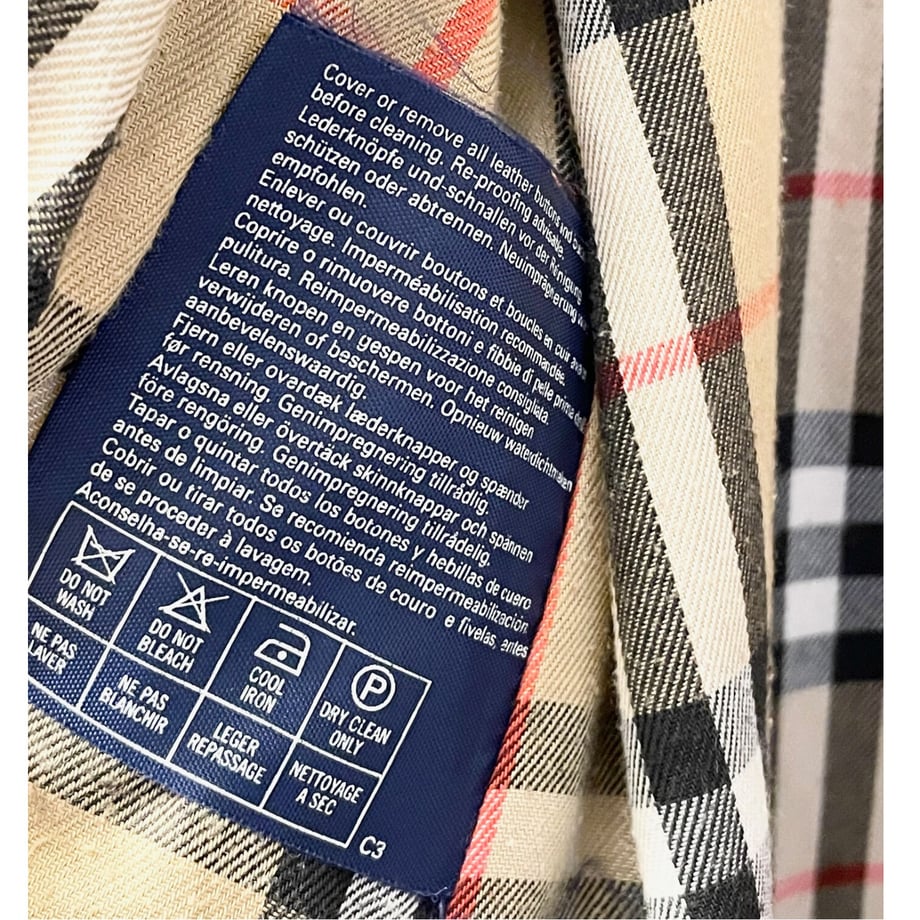 Cover or remove all leather buttons and
before cleaning. Re-proofing advisable.
Lederknöpfe und-schnallen vor der Reinigung
schützen oder abtrennen. Neuimprägnierung
empfohlen.
Enlever ou couvrir boutons et boucles en cuir
nettoyage. Imperméabilisation recommandée.
Coprire o rimuovere bottoni e fibbie di pelle prima
pulitura. Reimpermeabilizzazione consigliata.
Leren knopen en gespen voor het reinigen
verwijderen of beschermen. Opnieuw waterdichtmaken
aanbevelenswaardig.
Fjern eller overdæk læderknapper og spænder
før rensning. Genimpregnering tillrådlig.
Avlagsna eller övertäck skinnknappar och spännen
före rengöring. Genimpregnering tillrådelig.
Tapar o quintar todos los botones y hebillas de cuero
antes de limpiar. Se recomienda reimpermeabilizacion.
Cobrir ou tirar todos os botões de couro e fivelas, antes
de se proceder à lavagem.
Aconselha-se-re-impermeabilizar.
DO NOT
WASH
DO NOT
BLEACH
COOL
IRON
P
DRY CLEAN
ONLY
NE PAS
LAVER
NE PAS
BLANCHIR
LEGER
REPASSAGE
NETTOYAGE
A SEC
C3